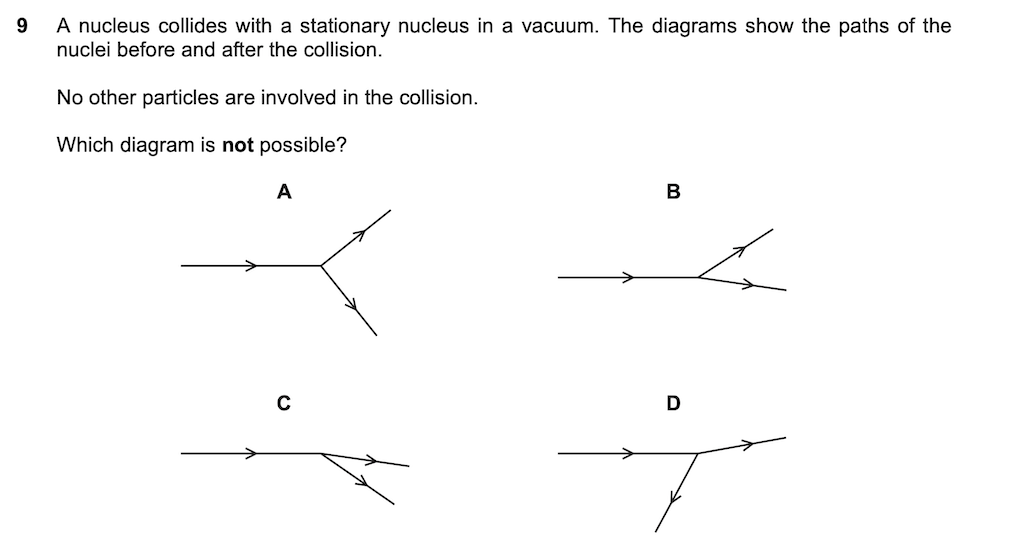 9 A nucleus collides with a stationary nucleus in a vacuum. The diagrams show the paths of the
nuclei before and after the collision.
No other particles are involved in the collision.
Which diagram is not possible?
A B
C D